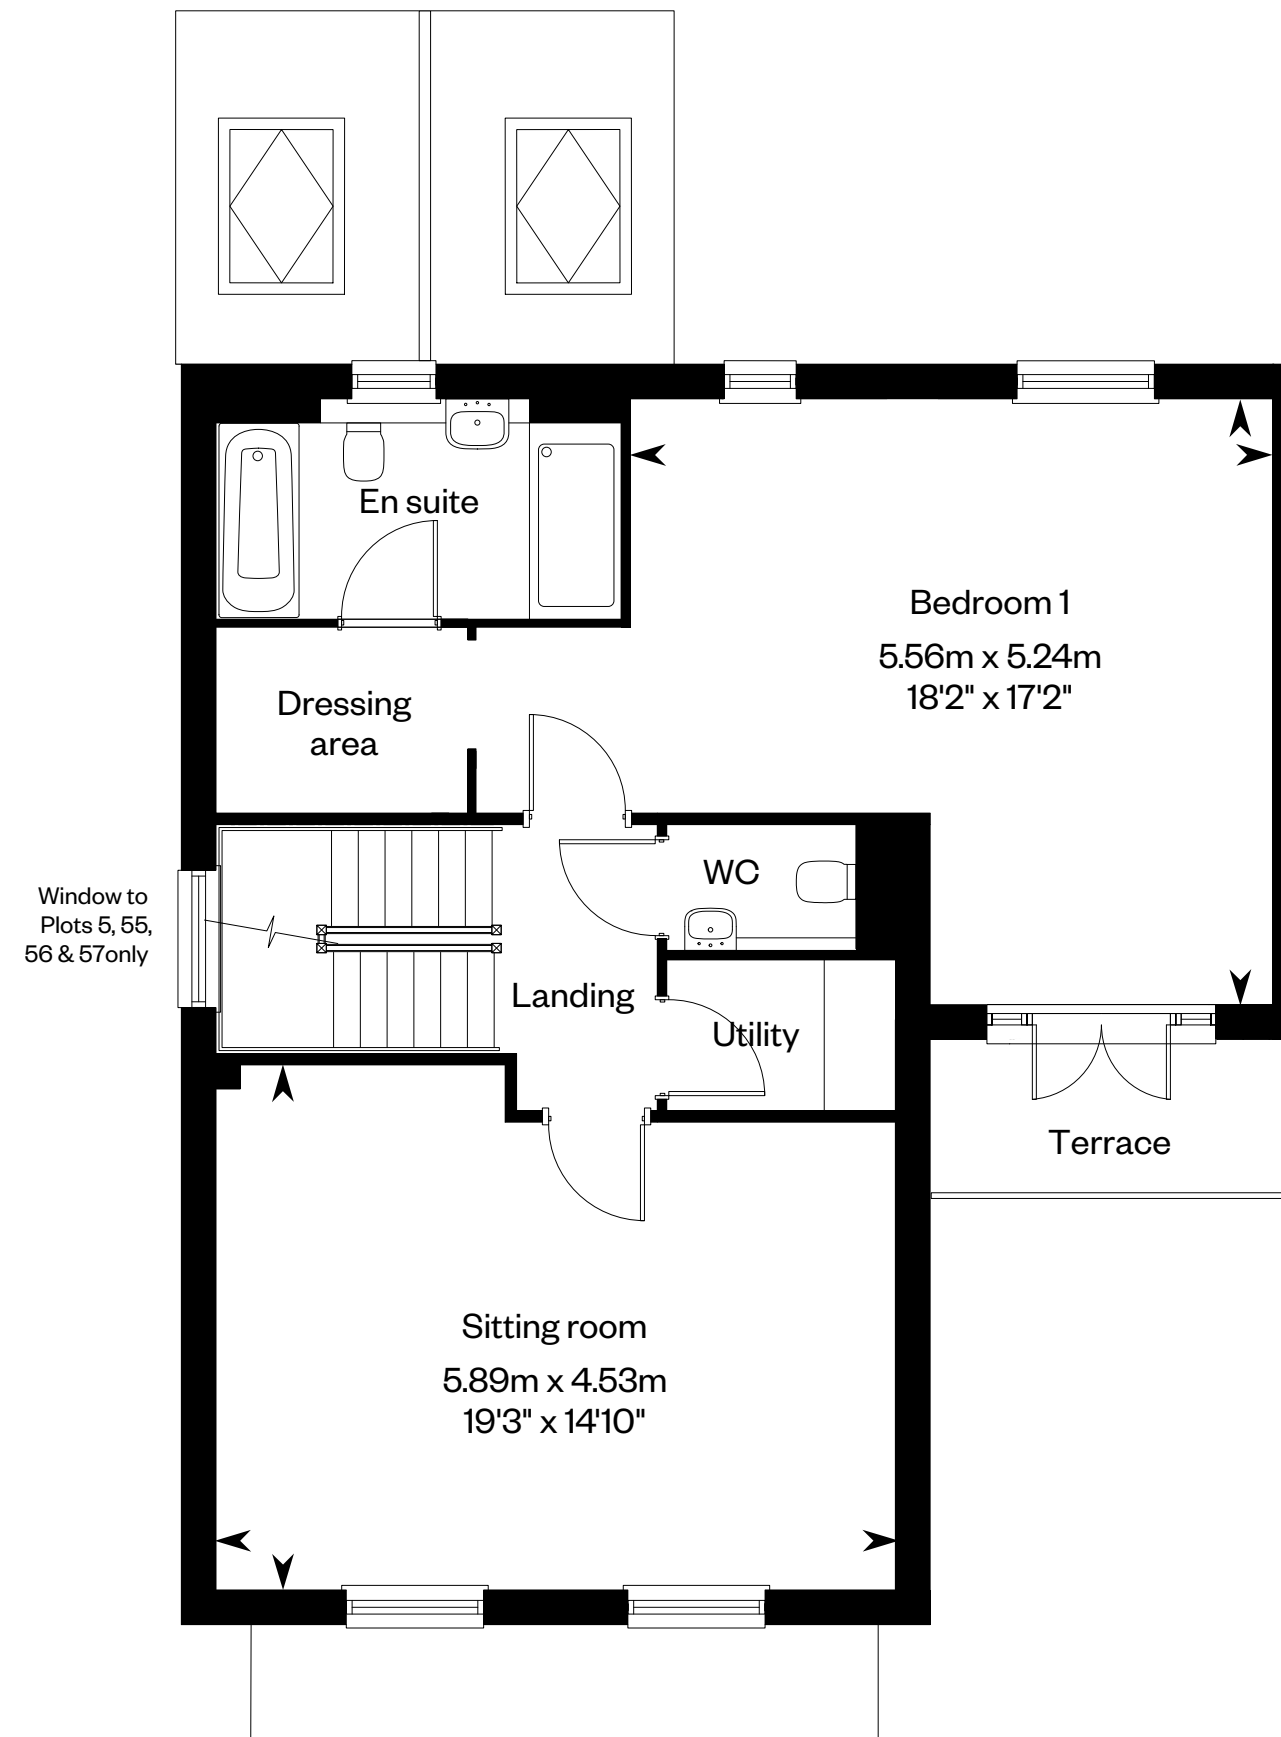 En suite
Bedroom 1
5.56m x 5.24m
18'2" x 17'2"
Dressing
area
WC
Window to
Plots 5, 55,
56 & 57only
Landing
Utility
Terrace
Sitting room
5.89m x 4.53m
19'3" x 14'10"